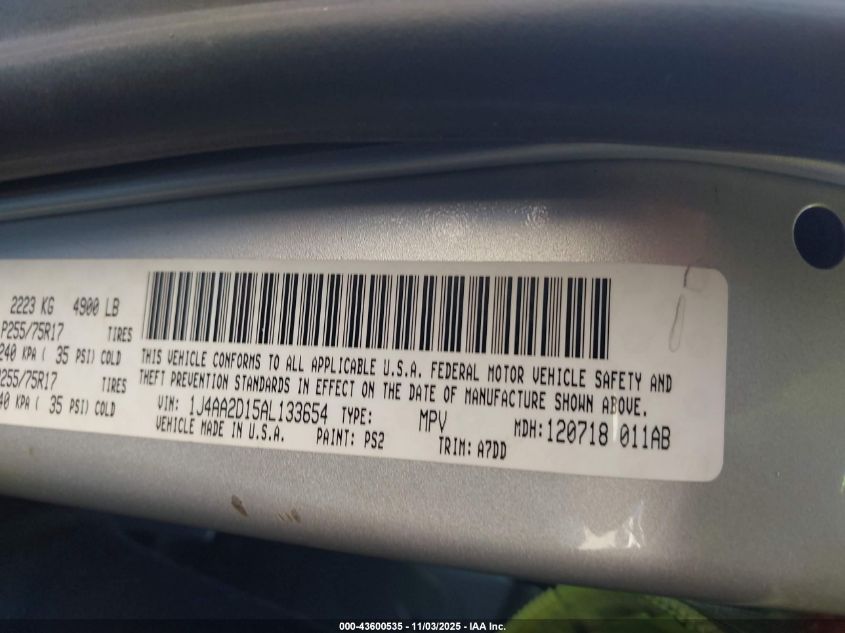 2223 KG 4900 LB
P255/75R17 TIRES
240 KPA ( 35 PSI) COLD
P255/75R17 TIRES
40 KPA ( 35 PSI) COLD
THIS VEHICLE CONFORMS TO ALL APPLICABLE U.S.A. FEDERAL MOTOR VEHICLE SAFETY AND
THEFT PREVENTION STANDARDS IN EFFECT ON THE DATE OF MANUFACTURE SHOWN ABOVE.
VIN: 1J4AA2D15AL133654 TYPE: MPV MDH: 120718 011AB
VEHICLE MADE IN U.S.A. PAINT: PS2 TRIM: A7DD
000-43600535 - 11/03/2025 - IAA Inc.